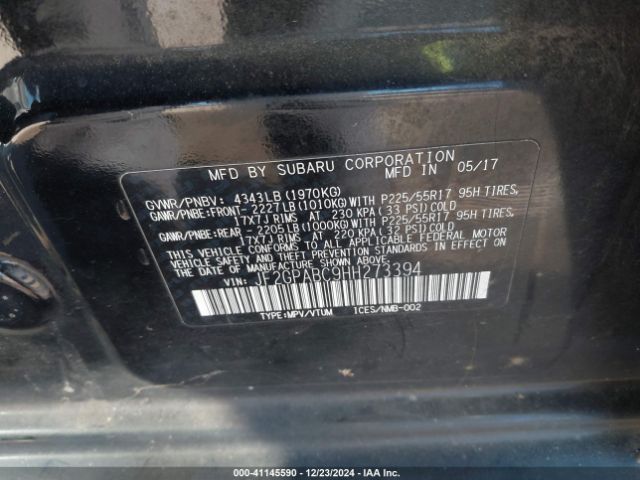 MFD BY SUBARU CORPORATION
MFD IN 05/17
GVWR/PNBV: 4343LB(1970KG)
GAWR/PNBE:FRONT-2227LB(1010KG)WITH P225/55R17 95H TIRES,
17X7J RIMS AT 230 KPA(33 PSI)COLD
GAWR/PNBE:REAR -2205LB(1000KG)WITH P225/55R17 95H TIRES,
17X7J RIMS AT 220 KPA(32 PSI)COLD
THIS VEHICLE CONFORMS TO ALL APPLICABLE FEDERAL MOTOR
VEHICLE SAFETY AND BUMPER STANDARDS IN EFFECT
ON THE DATE OF MANUFACTURE SHOWN ABOVE.
VIN: JF2GPABC9HH273394
TYPE:MPV/VTUM ICES/NMB-002
000-41145590 - 12/23/2024 - IAA